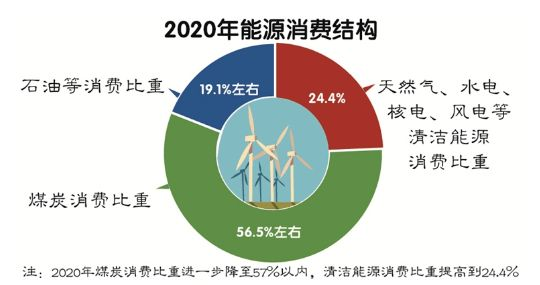 2020年能源消费结构
石油等消费比重
19.1%左右
24.4%
天然气、水电、
核电、风电等
清洁能源
消费比重
煤炭消费比重
56.5%左右
注：2020年煤炭消费比重进一步降至57%以内，清洁能源消费比重提高到24.4%